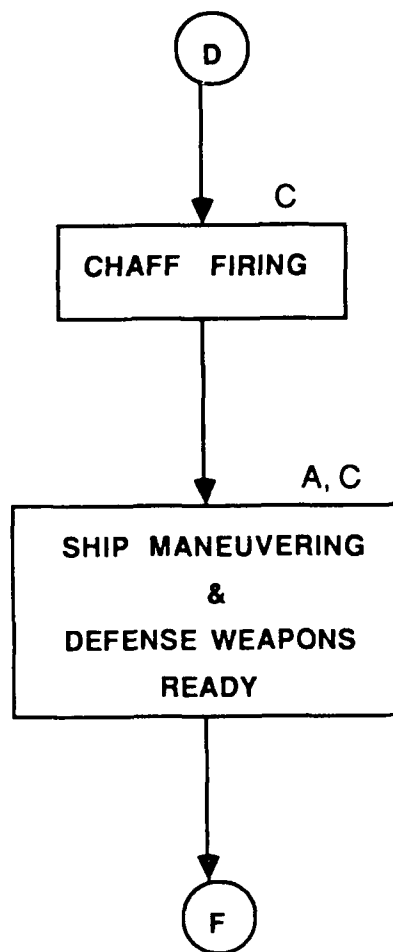 D
C
CHAFF FIRING
A, C
SHIP MANEUVERING
&
DEFENSE WEAPONS
READY
F